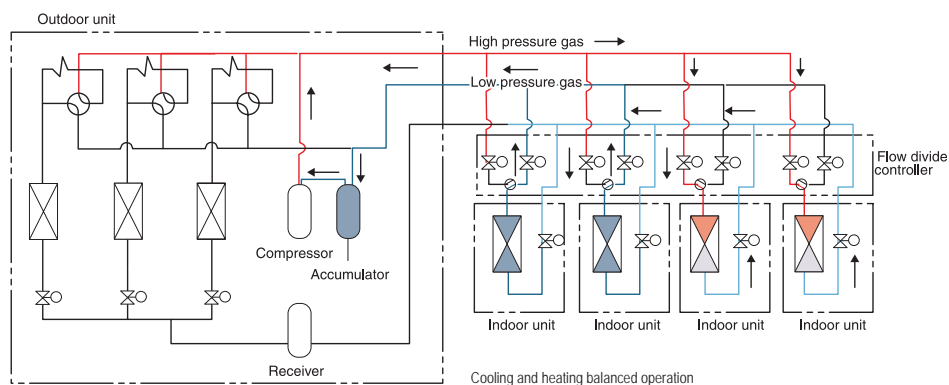 Outdoor unit
High pressure gas
Low pressure gas
Flow divide
controller
Compressor
Accumulator
Receiver
Indoor unit
Indoor unit
Indoor unit
Indoor unit
Cooling and heating balanced operation